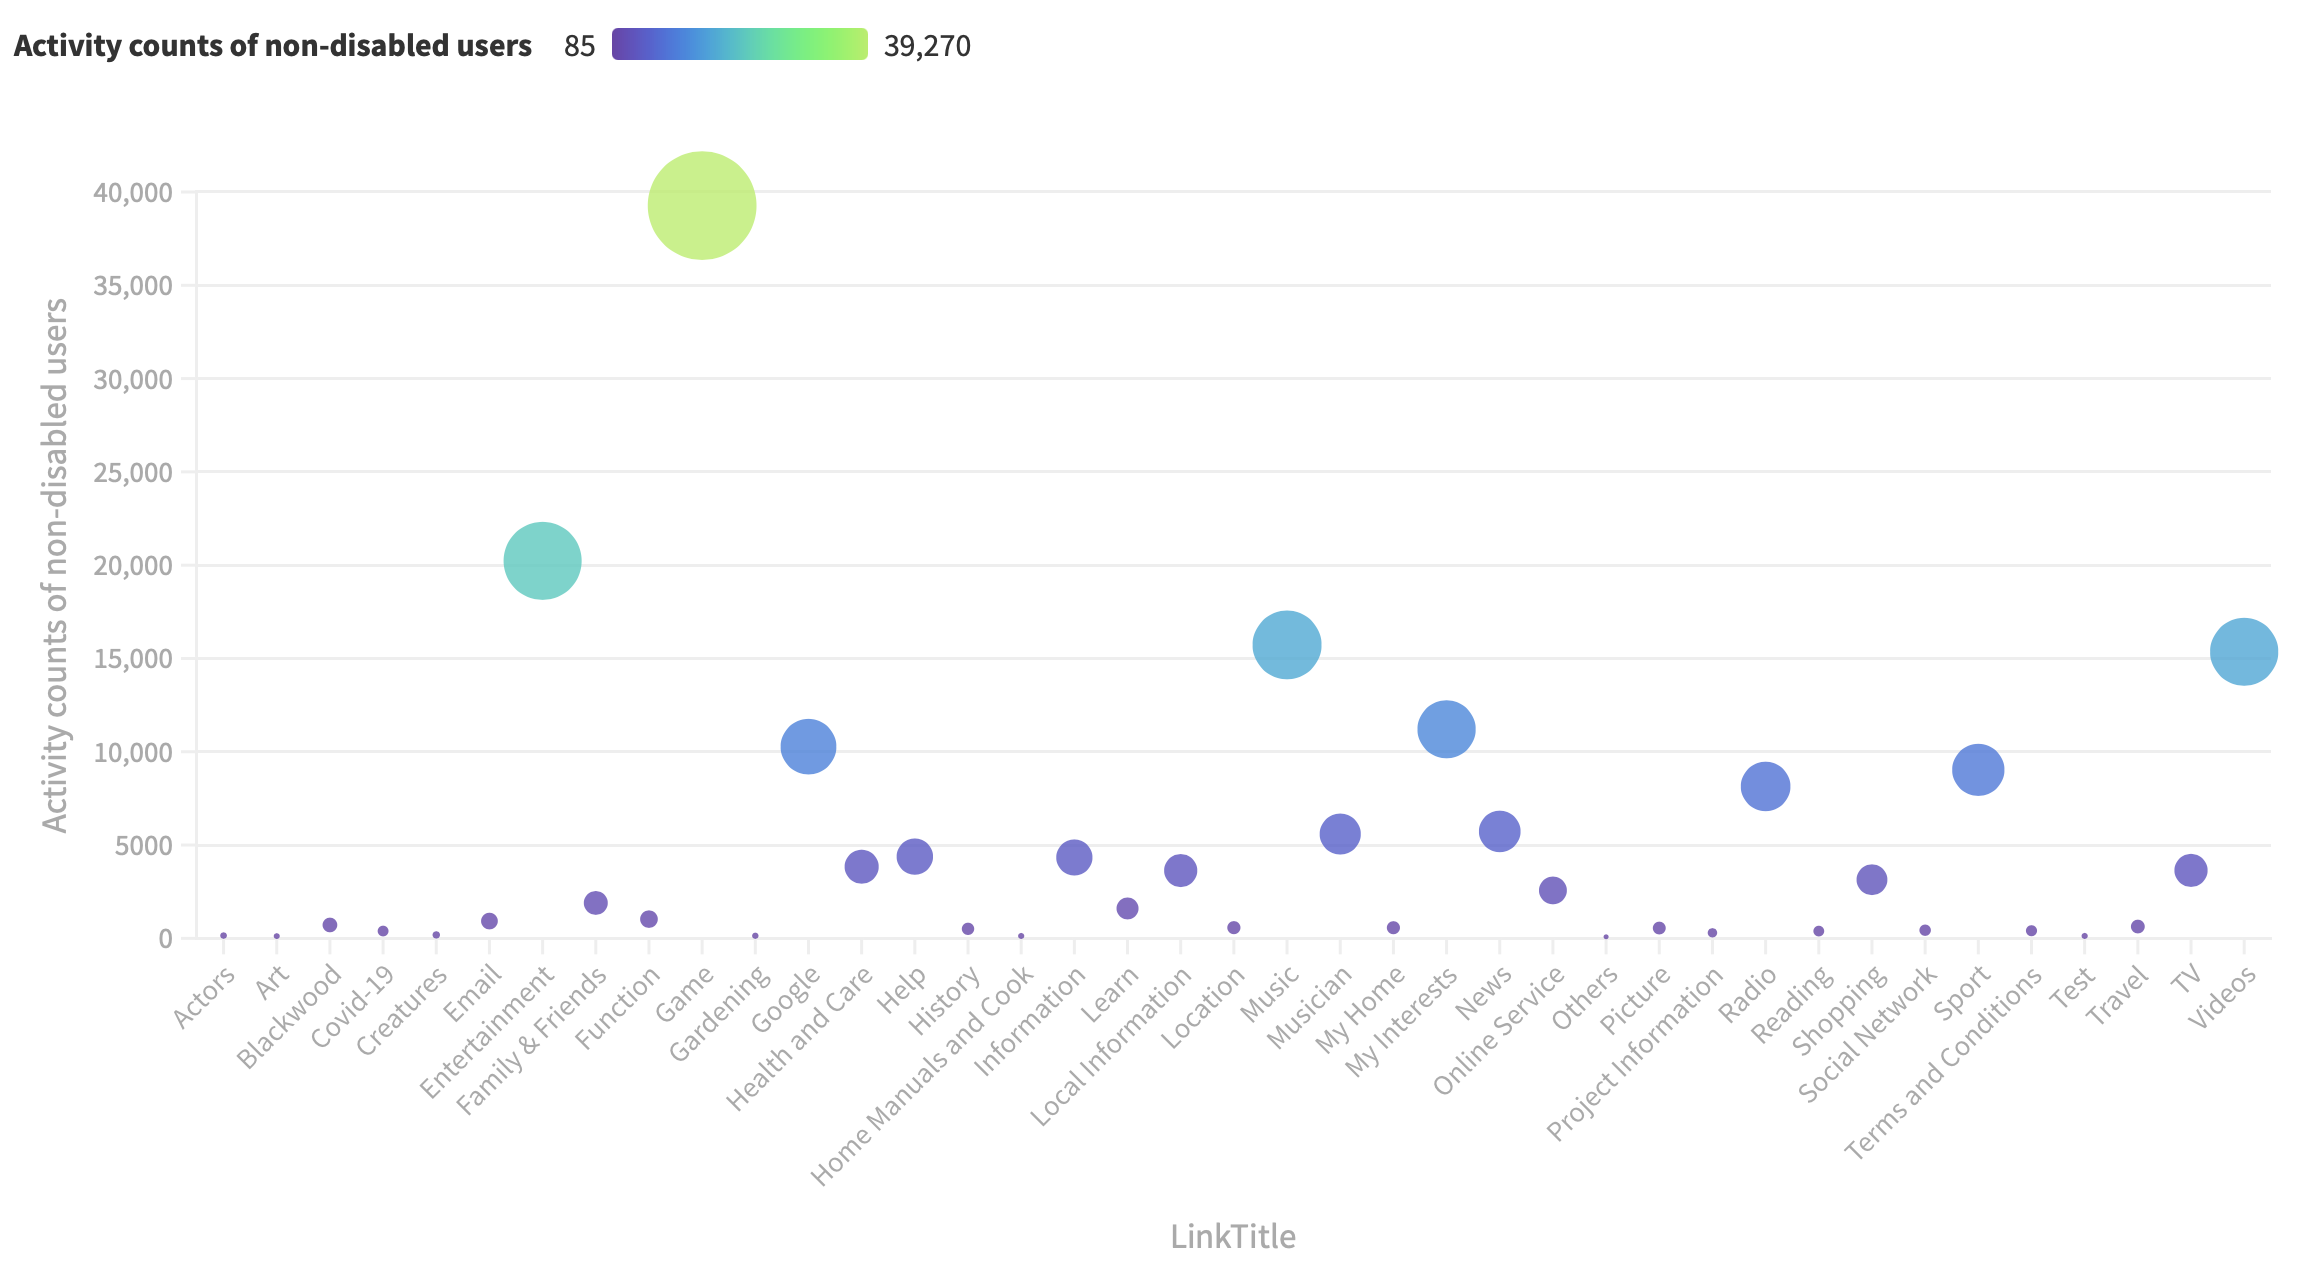 Activity counts of non-disabled users 85 39,270
Activity counts of non-disabled users
40,000
35,000
30,000
25,000
20,000
15,000
10,000
5000
0
Actors
Art
Blackwood
Covid-19
Creatures
Email
Entertainment
Family & Friends
Function
Game
Gardening
Google
Health and Care
Help
History
Home Manuals and Cook
Information
Learn
Local Information
Location
Music
Musician
My Home
My Interests
News
Online Service
Others
Picture
Project Information
Radio
Reading
Shopping
Social Network
Sport
Terms and Conditions
Test
Travel
TV
Videos
LinkTitle